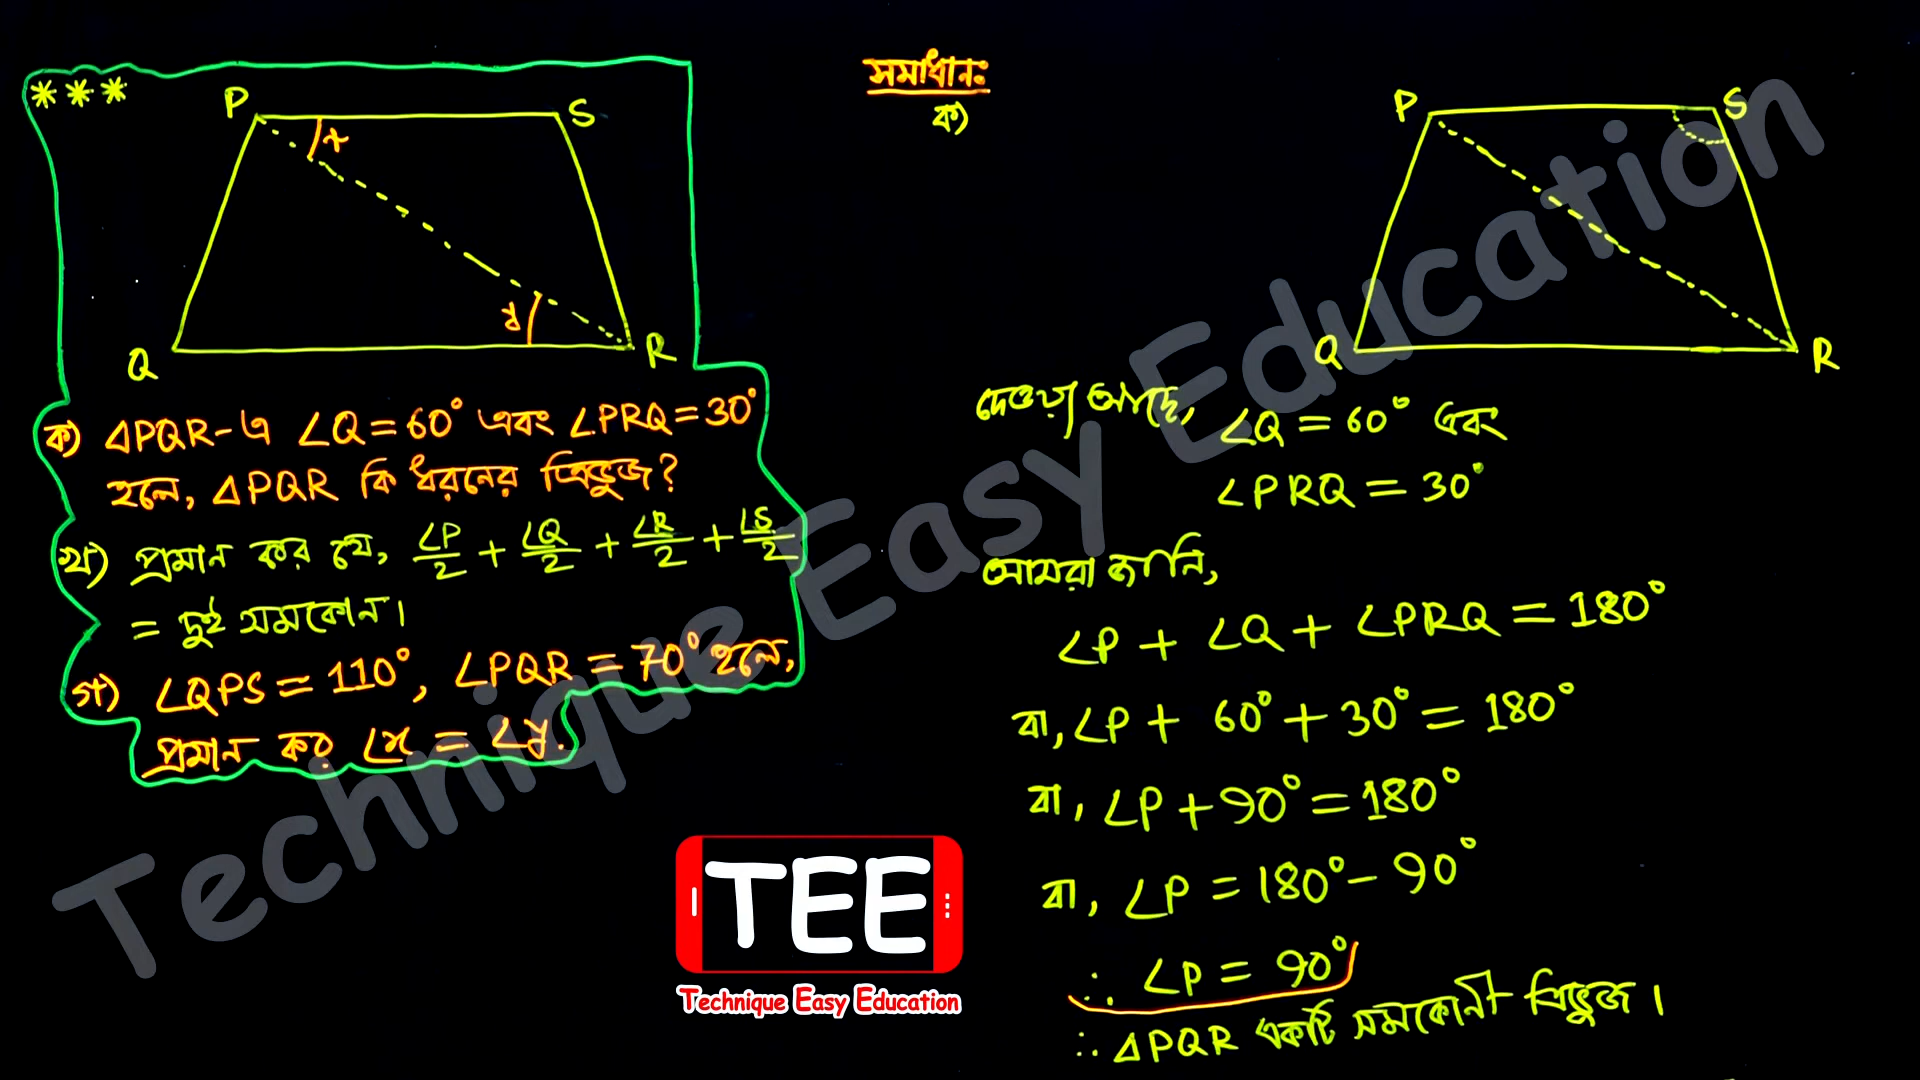 ***
P
S
x
y
Q
R
ক) ΔPQR-এ ∠Q = 60° এবং ∠PRQ = 30°
হলে, ΔPQR কি ধরনের ত্রিভুজ?
খ) প্রমান কর যে, ∠P/2 + ∠Q/2 + ∠R/2 + ∠S/2
= দুই সমকোন।
গ) ∠QPS = 110°, ∠PQR = 70° হলে,
প্রমান কর ∠x = ∠y.
সমাধান:
ক)
P
S
Q
R
দেওয়া আছে, ∠Q = 60° এবং
∠PRQ = 30°
আমরা জানি,
∠P + ∠Q + ∠PRQ = 180°
বা, ∠P + 60° + 30° = 180°
বা, ∠P + 90° = 180°
বা, ∠P = 180° - 90°
∴ ∠P = 90°
∴ ΔPQR একটি সমকোনী ত্রিভুজ।
TEE
Technique Easy Education
Technique Easy Education